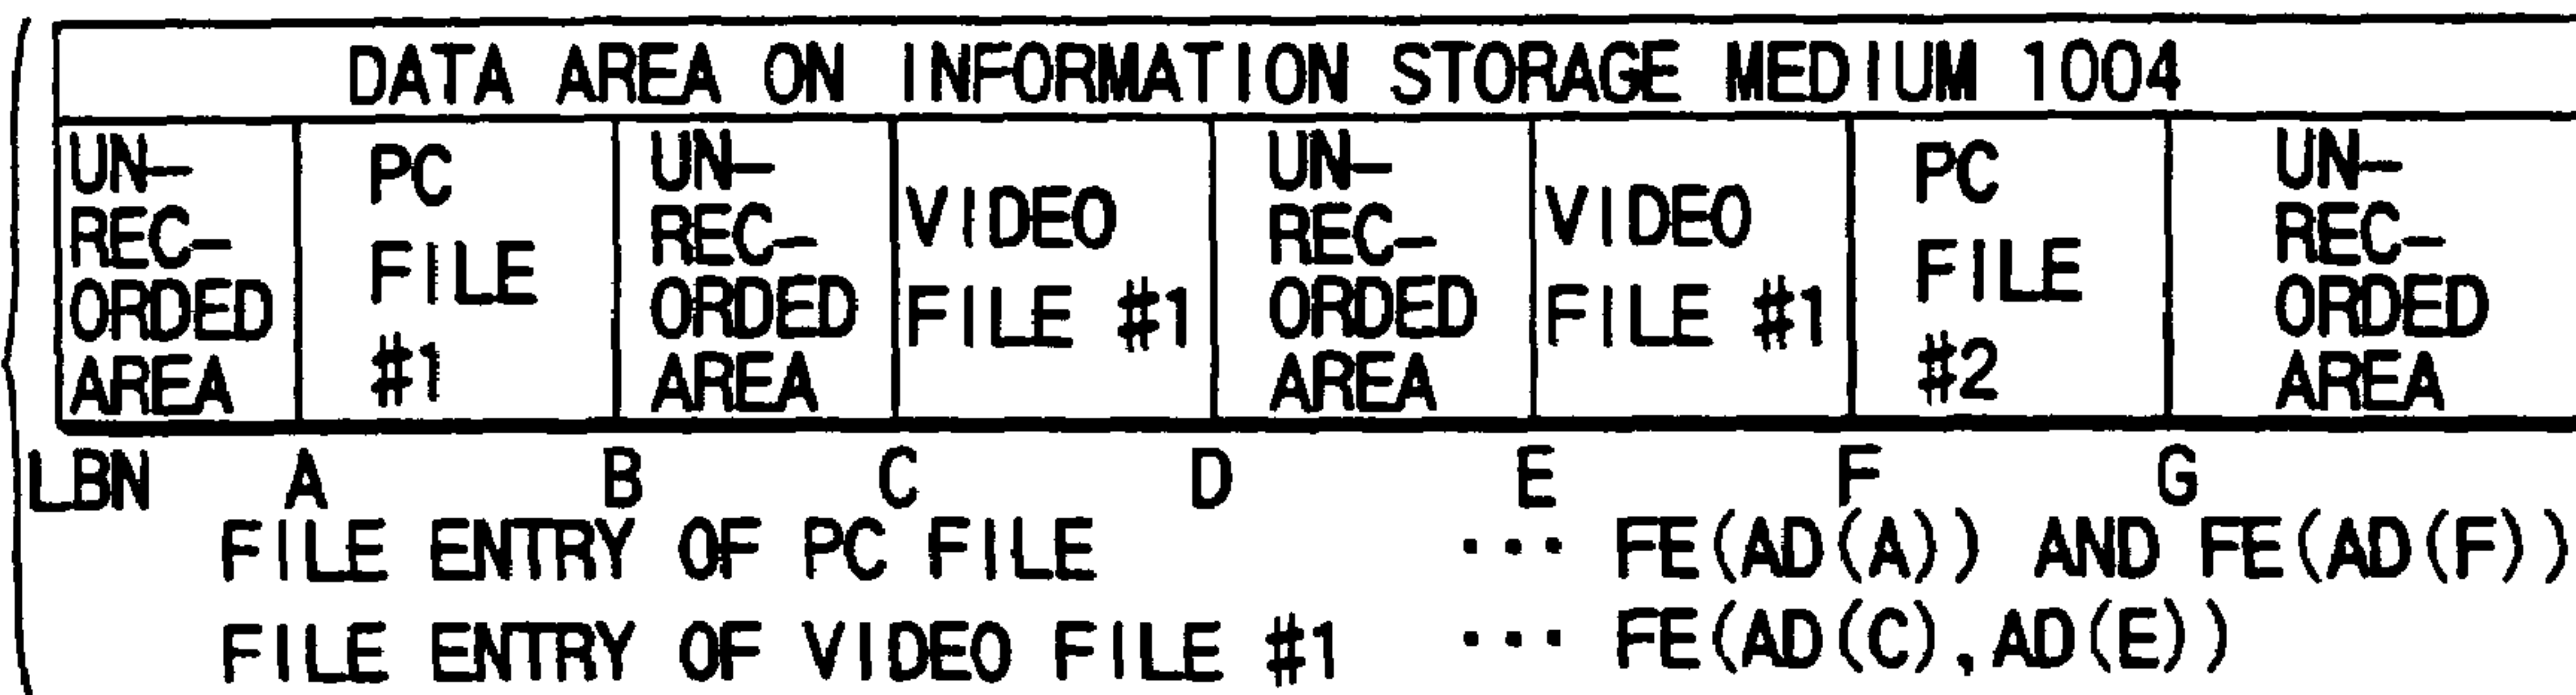 DATA AREA ON INFORMATION STORAGE MEDIUM 1004
UN-
REC-
ORDED
AREA
PC
FILE
#1
UN-
REC-
ORDED
AREA
VIDEO
FILE #1
UN-
REC-
ORDED
AREA
VIDEO
FILE #1
PC
FILE
#2
UN-
REC-
ORDED
AREA
LBN A B C D E F G
FILE ENTRY OF PC FILE ··· FE(AD(A)) AND FE(AD(F))
FILE ENTRY OF VIDEO FILE #1 ··· FE(AD(C),AD(E))